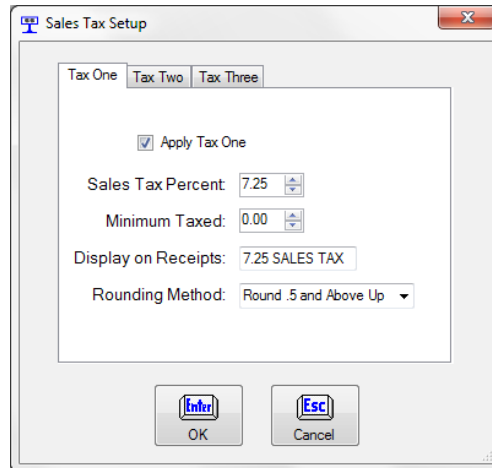 Sales Tax Setup
X
Tax One Tax Two Tax Three
Apply Tax One
Sales Tax Percent: 7.25
Minimum Taxed: 0.00
Display on Receipts: 7.25 SALES TAX
Rounding Method: Round .5 and Above Up
Enter Esc
OK Cancel